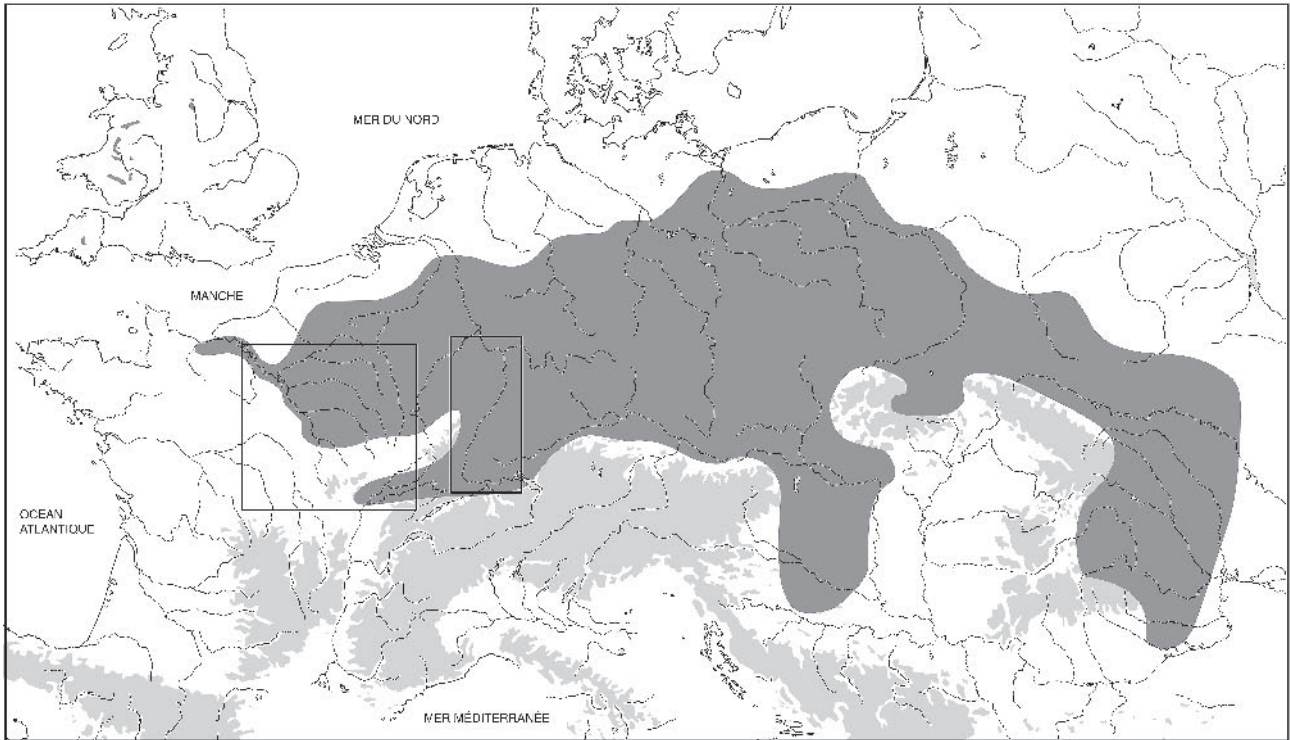 MER DU NORD
MANCHE
OCEAN
ATLANTIQUE
MER MÉDITERRANÉE